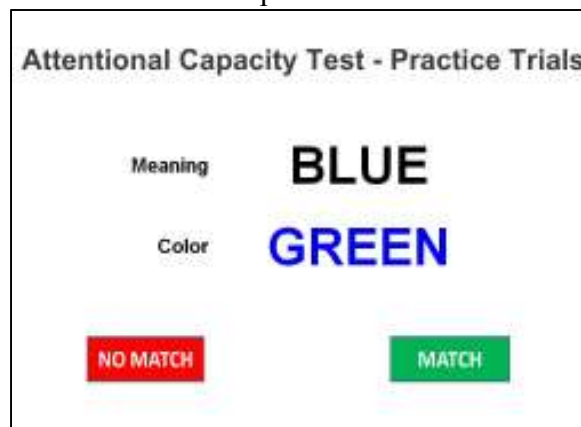 Attentional Capacity Test - Practice Trials
Meaning BLUE
Color GREEN
NO MATCH MATCH